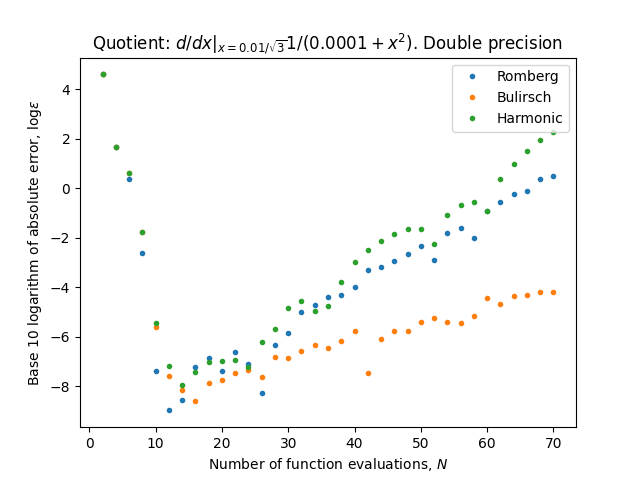 Quotient: $d/dx|_{x=0.01/\sqrt{3}}1/(0.0001+x^2)$. Double precision
Romberg
Bulirsch
Harmonic
Base 10 logarithm of absolute error, logε
4
2
0
−2
−4
−6
−8
0 10 20 30 40 50 60 70
Number of function evaluations, N